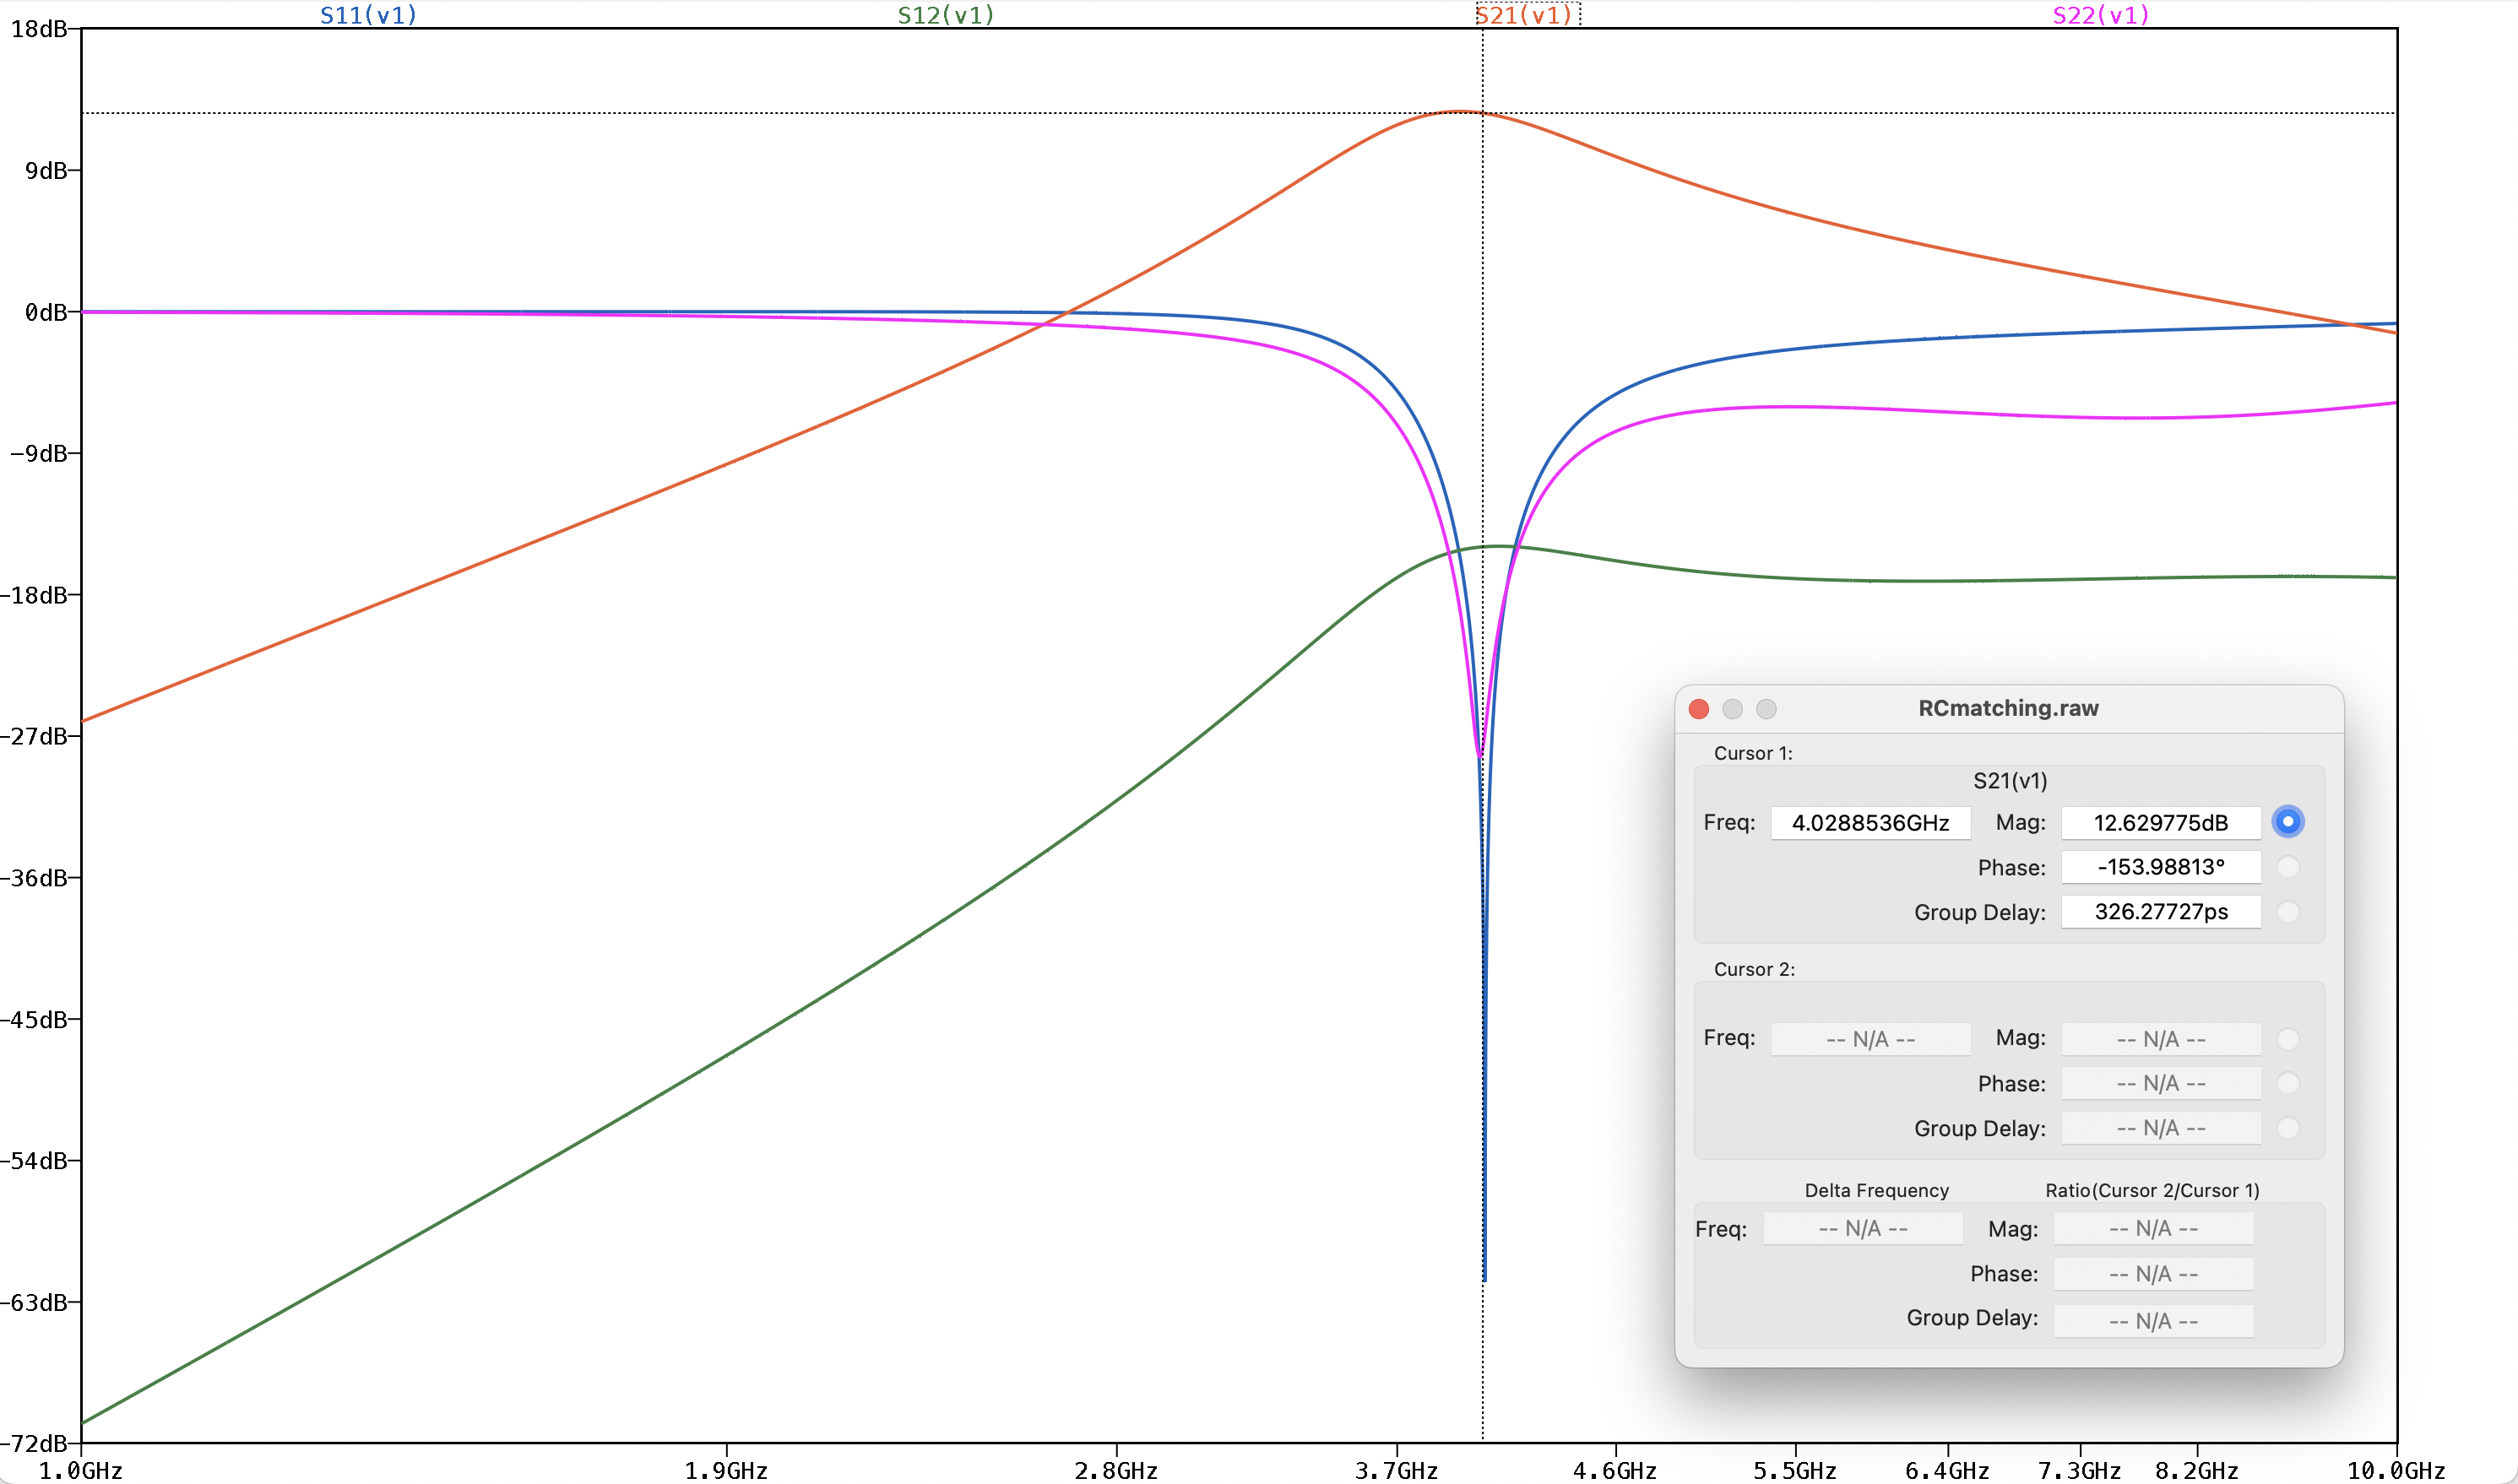 S11(v1) S12(v1) S21(v1) S22(v1)
18dB
9dB
0dB
-9dB
-18dB
-27dB
-36dB
-45dB
-54dB
-63dB
-72dB
1.0GHz 1.9GHz 2.8GHz 3.7GHz 4.6GHz 5.5GHz 6.4GHz 7.3GHz 8.2GHz 10.0GHz
RCmatching.raw
Cursor 1:
S21(v1)
Freq: 4.0288536GHz Mag: 12.629775dB
Phase: -153.98813°
Group Delay: 326.27727ps
Cursor 2:
Freq: -- N/A -- Mag: -- N/A --
Phase: -- N/A --
Group Delay: -- N/A --
Delta Frequency Ratio(Cursor 2/Cursor 1)
Freq: -- N/A -- Mag: -- N/A --
Phase: -- N/A --
Group Delay: -- N/A --